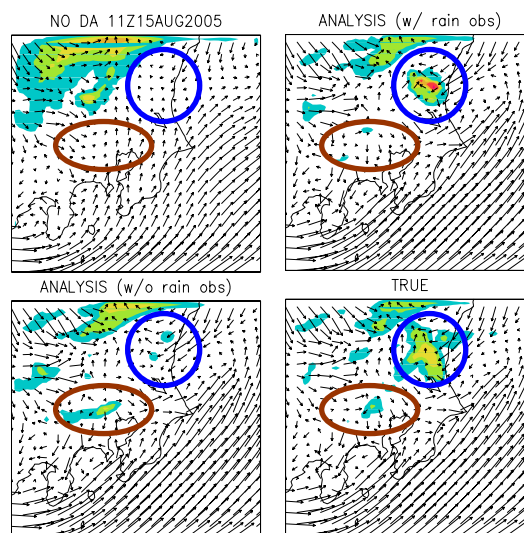 NO DA 11Z15AUG2005
ANALYSIS (w/ rain obs)
ANALYSIS (w/o rain obs)
TRUE